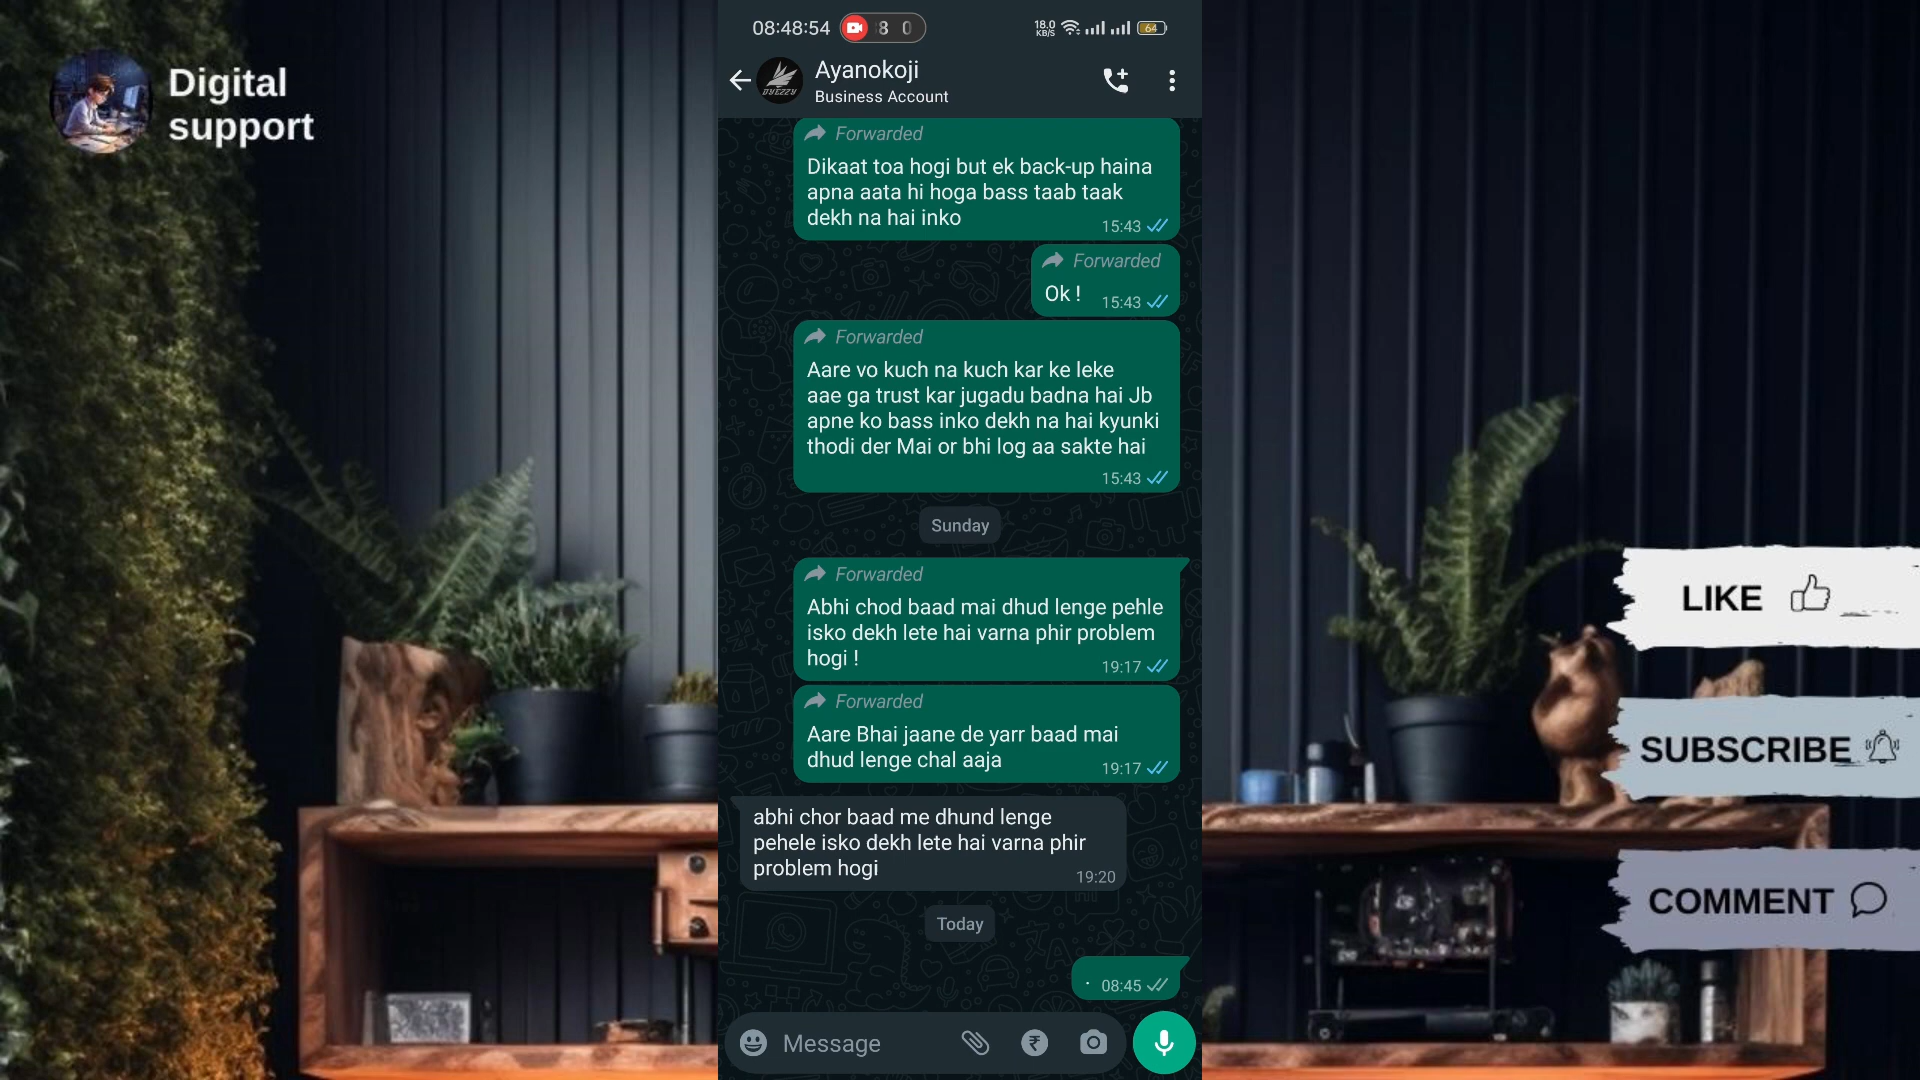 Digital
support
08:48:54
8 0
18.0
KB/S
64
Ayanokoji
Business Account
DYEZZY
Forwarded
Dikaat toa hogi but ek back-up haina
apna aata hi hoga bass taab taak
dekh na hai inko
15:43
Forwarded
Ok !
15:43
Forwarded
Aare vo kuch na kuch kar ke leke
aae ga trust kar jugadu badna hai Jb
apne ko bass inko dekh na hai kyunki
thodi der Mai or bhi log aa sakte hai
15:43
Sunday
Forwarded
Abhi chod baad mai dhud lenge pehle
isko dekh lete hai varna phir problem
hogi !
19:17
Forwarded
Aare Bhai jaane de yarr baad mai
dhud lenge chal aaja
19:17
abhi chor baad me dhund lenge
pehele isko dekh lete hai varna phir
problem hogi
19:20
Today
. 08:45
Message
₹
LIKE
SUBSCRIBE
COMMENT